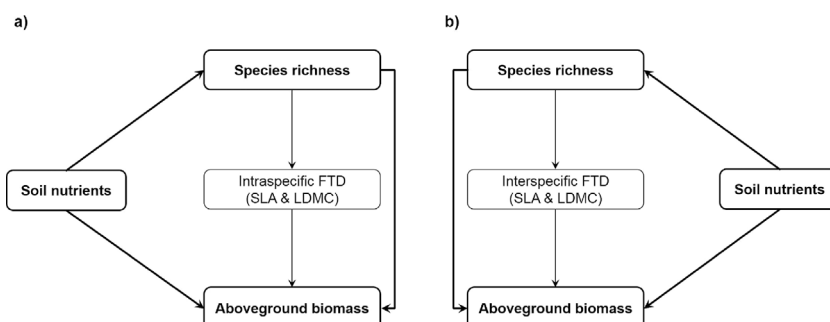 a)
Species richness
Soil nutrients
Intraspecific FTD
(SLA & LDMC)
Aboveground biomass
b)
Species richness
Interspecific FTD
(SLA & LDMC)
Soil nutrients
Aboveground biomass